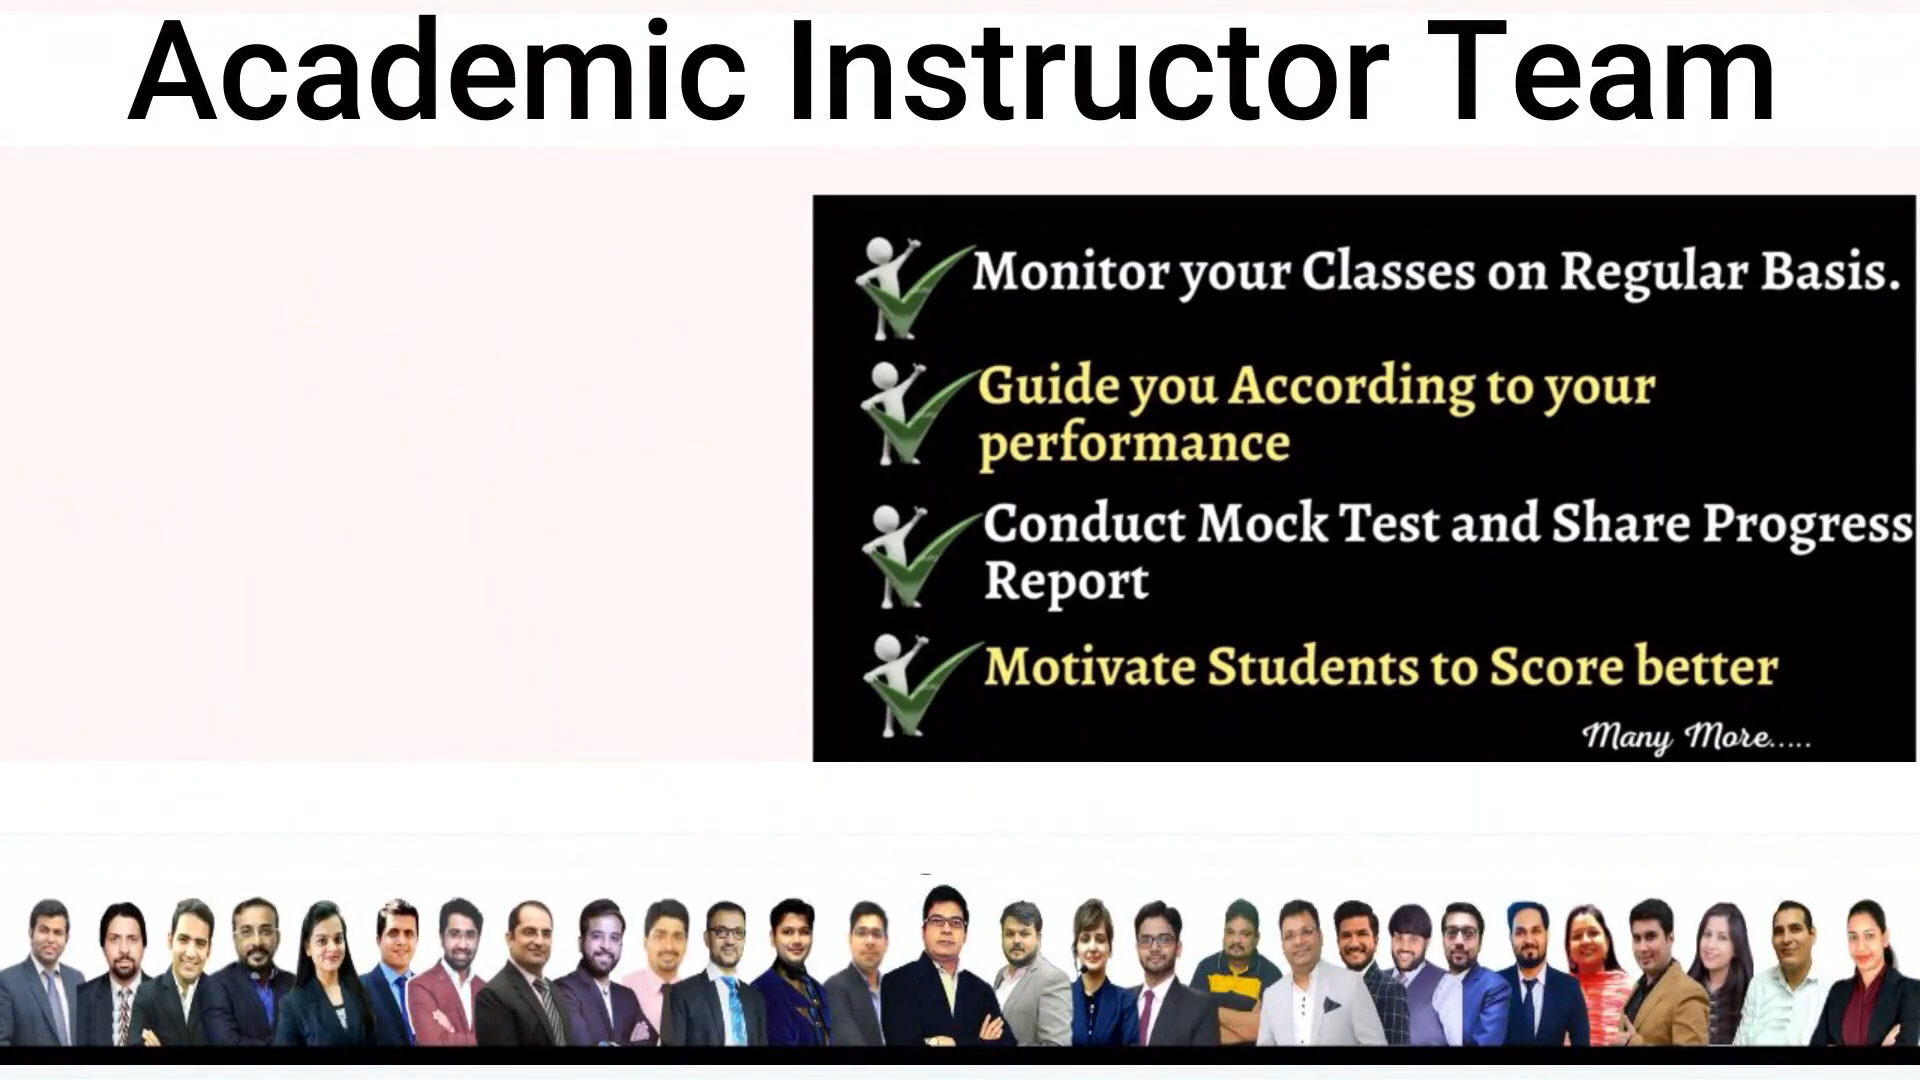 Academic Instructor Team
Monitor your Classes on Regular Basis.
Guide you According to your
performance
Conduct Mock Test and Share Progress
Report
Motivate Students to Score better
Many More.....